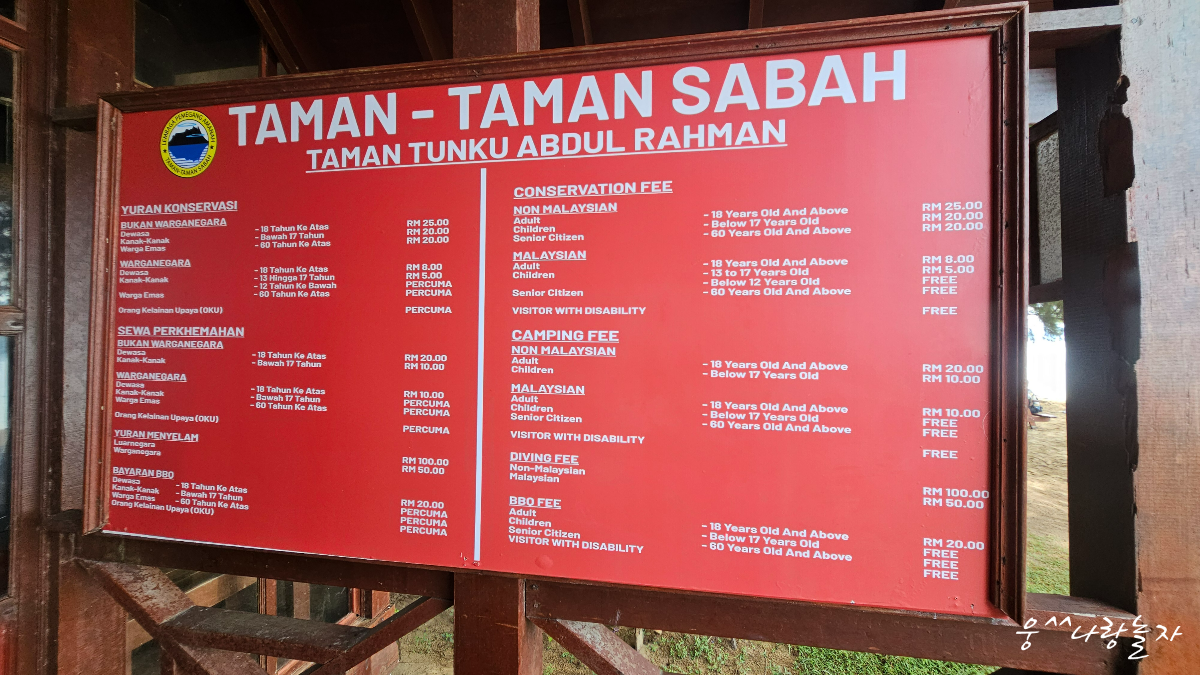 TAMAN - TAMAN SABAH
TAMAN TUNKU ABDUL RAHMAN
LEMBAGA PEMEGANG AMANAH
TAMAN-TAMAN SABAH
YURAN KONSERVASI
BUKAN WARGANEGARA
Dewasa - 18 Tahun Ke Atas RM 25.00
Kanak-Kanak - Bawah 17 Tahun RM 20.00
Warga Emas - 60 Tahun Ke Atas RM 20.00
WARGANEGARA
Dewasa - 18 Tahun Ke Atas RM 8.00
Kanak-Kanak - 13 Hingga 17 Tahun RM 5.00
- 12 Tahun Ke Bawah PERCUMA
Warga Emas - 60 Tahun Ke Atas PERCUMA
Orang Kelainan Upaya (OKU) PERCUMA
SEWA PERKHEMAHAN
BUKAN WARGANEGARA
Dewasa - 18 Tahun Ke Atas RM 20.00
Kanak-Kanak - Bawah 17 Tahun RM 10.00
WARGANEGARA
Dewasa - 18 Tahun Ke Atas RM 10.00
Kanak-Kanak - Bawah 17 Tahun PERCUMA
Warga Emas - 60 Tahun Ke Atas PERCUMA
Orang Kelainan Upaya (OKU) PERCUMA
YURAN MENYELAM
Luarnegara RM 100.00
Warganegara RM 50.00
BAYARAN BBQ
Dewasa - 18 Tahun Ke Atas RM 20.00
Kanak-Kanak - Bawah 17 Tahun PERCUMA
Warga Emas - 60 Tahun Ke Atas PERCUMA
Orang Kelainan Upaya (OKU) PERCUMA
CONSERVATION FEE
NON MALAYSIAN
Adult - 18 Years Old And Above RM 25.00
Children - Below 17 Years Old RM 20.00
Senior Citizen - 60 Years Old And Above RM 20.00
MALAYSIAN
Adult - 18 Years Old And Above RM 8.00
Children - 13 to 17 Years Old RM 5.00
- Below 12 Years Old FREE
Senior Citizen - 60 Years Old And Above FREE
VISITOR WITH DISABILITY FREE
CAMPING FEE
NON MALAYSIAN
Adult - 18 Years Old And Above RM 20.00
Children - Below 17 Years Old RM 10.00
MALAYSIAN
Adult - 18 Years Old And Above RM 10.00
Children - Below 17 Years Old FREE
Senior Citizen - 60 Years Old And Above FREE
VISITOR WITH DISABILITY FREE
DIVING FEE
Non-Malaysian RM 100.00
Malaysian RM 50.00
BBQ FEE
Adult - 18 Years Old And Above RM 20.00
Children - Below 17 Years Old FREE
Senior Citizen - 60 Years Old And Above FREE
VISITOR WITH DISABILITY FREE
웅^^나랑놀자